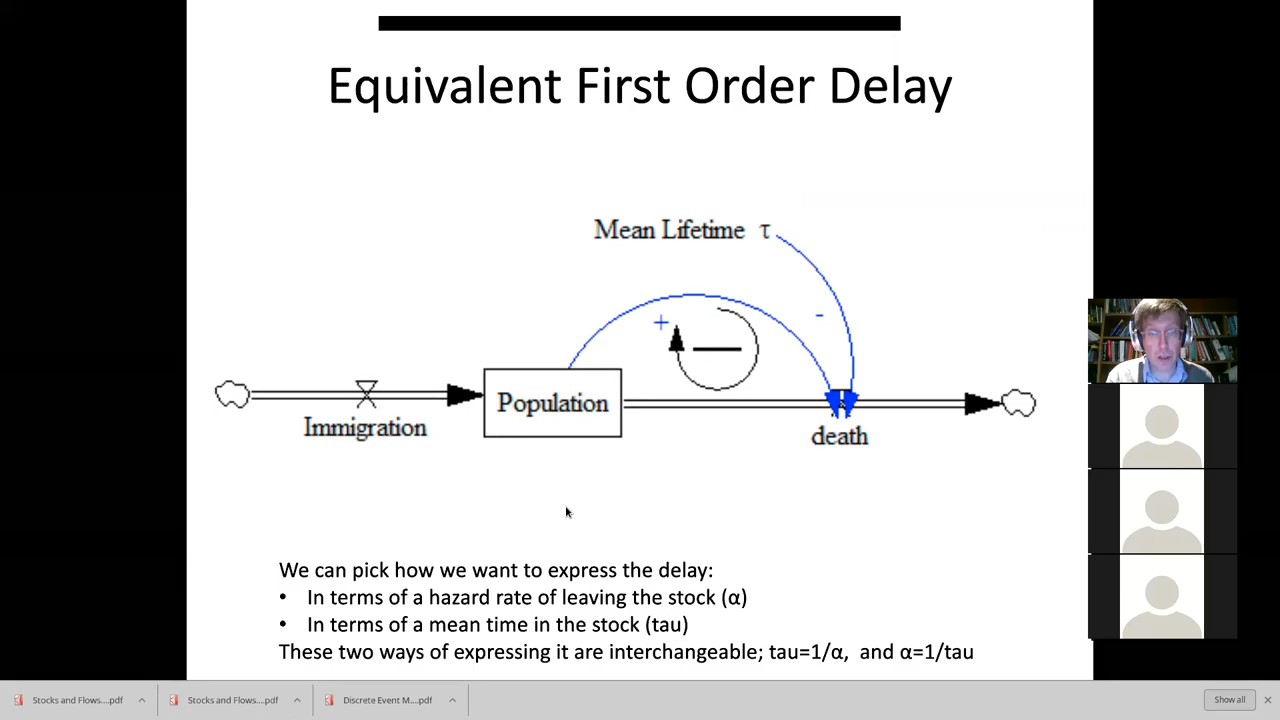 Equivalent First Order Delay
Mean Lifetime τ
+
-
Population
Immigration
death
We can pick how we want to express the delay:
• In terms of a hazard rate of leaving the stock (α)
• In terms of a mean time in the stock (tau)
These two ways of expressing it are interchangeable; tau=1/α, and α=1/tau
Stocks and Flows....pdf
Stocks and Flows....pdf
Discrete Event M....pdf
Show all